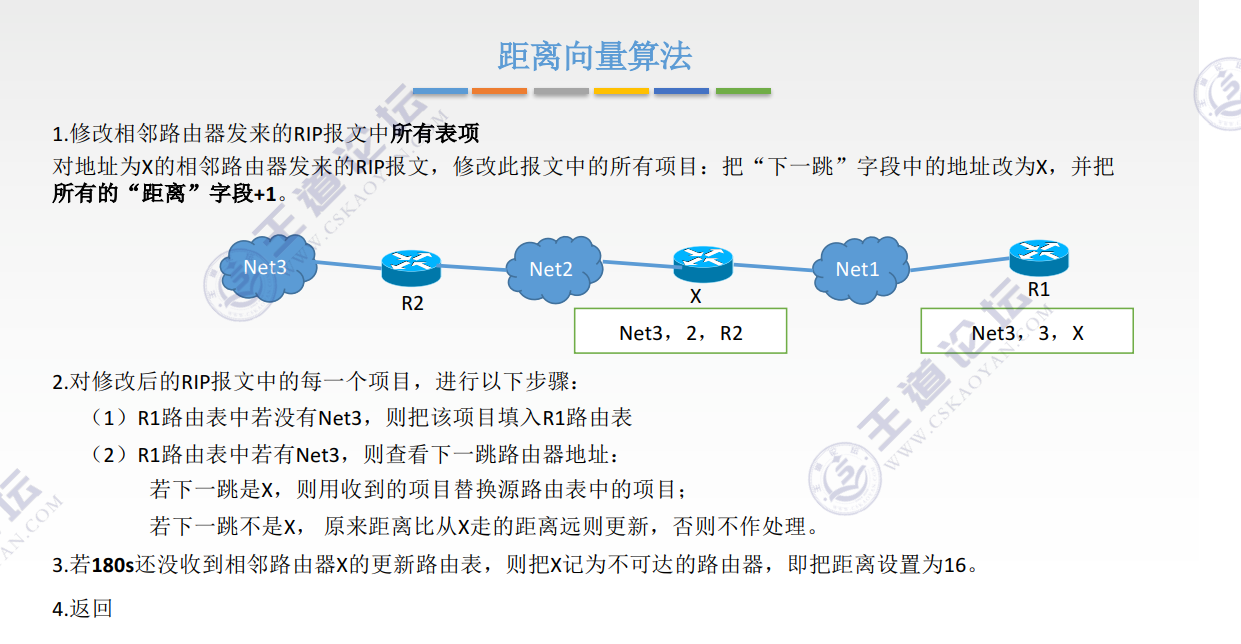 距离向量算法
1.修改相邻路由器发来的RIP报文中所有表项
对地址为X的相邻路由器发来的RIP报文，修改此报文中的所有项目：把“下一跳”字段中的地址改为X，并把
所有的“距离”字段+1。
Net3
R2
Net2
X
Net1
R1
Net3，2，R2
Net3，3，X
2.对修改后的RIP报文中的每一个项目，进行以下步骤：
（1）R1路由表中若没有Net3，则把该项目填入R1路由表
（2）R1路由表中若有Net3，则查看下一跳路由器地址：
若下一跳是X，则用收到的项目替换源路由表中的项目；
若下一跳不是X， 原来距离比从X走的距离远则更新，否则不作处理。
3.若180s还没收到相邻路由器X的更新路由表，则把X记为不可达的路由器，即把距离设置为16。
4.返回
王道论坛
WWW.CSKAOYAN.COM
王道论坛
WWW.CSKAOYAN.COM